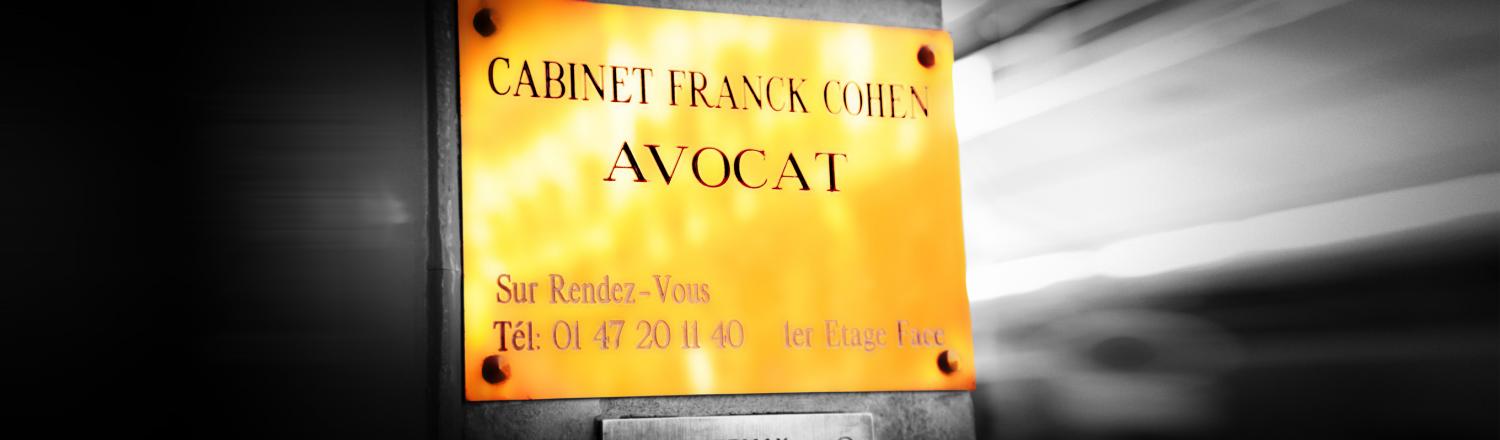 CABINET FRANCK COHEN
AVOCAT
Sur Rendez-Vous
Tél: 01 47 20 11 40 1er Etage Face